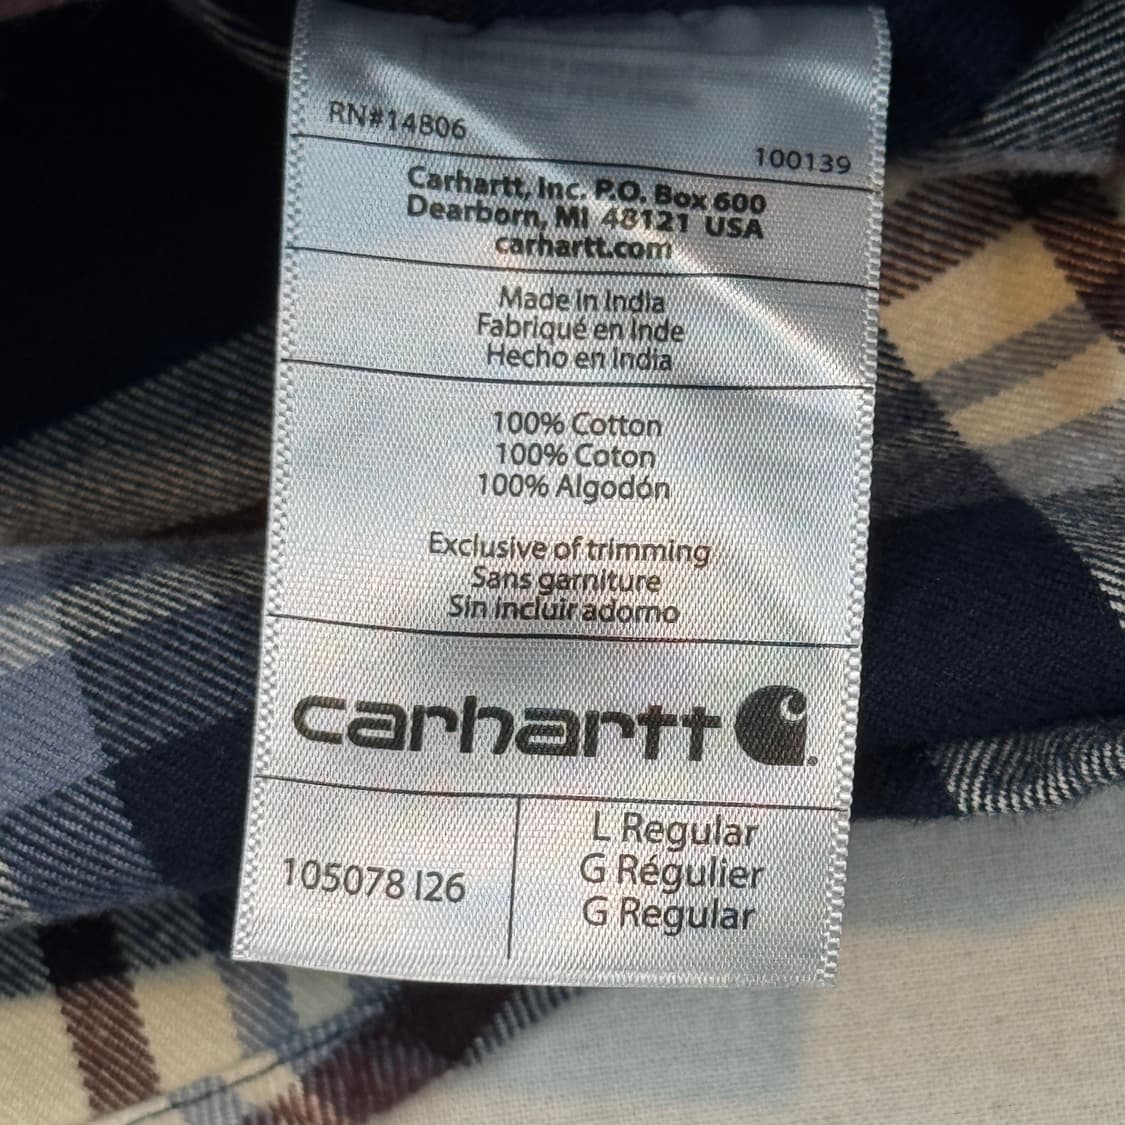 RN#14806
100139
Carhartt, Inc. P.O. Box 600
Dearborn, MI 48121 USA
carhartt.com
Made in India
Fabriqué en Inde
Hecho en India
100% Cotton
100% Coton
100% Algodón
Exclusive of trimming
Sans garniture
Sin incluir adorno
carhartt
105078 I26
L Regular
G Régulier
G Regular